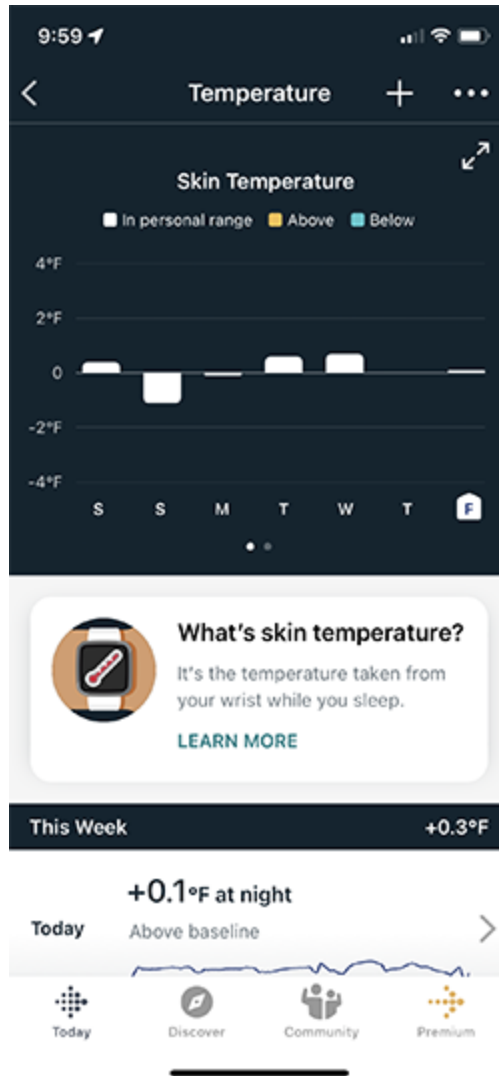 9:59
Temperature
Skin Temperature
In personal range Above Below
4°F
2°F
0
-2°F
-4°F
S S M T W T F
What's skin temperature?
It's the temperature taken from
your wrist while you sleep.
LEARN MORE
This Week +0.3°F
+0.1°F at night
Today Above baseline
Today Discover Community Premium